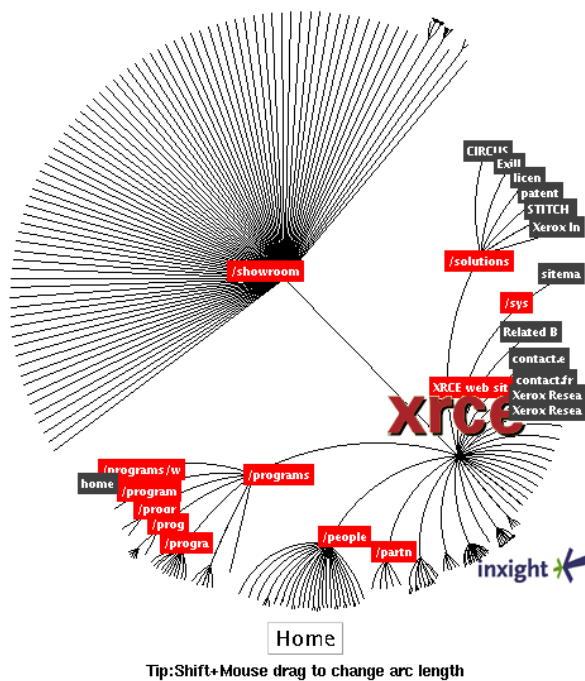 CIRCUS
Exill
licen
patent
STITCH
Xerox In
/solutions
/showroom
sitema
/sys
Related B
contact.e
contact.fr
XRCE web sit
Xerox Resea
Xerox Resea
xrce
/programs/w
/programs
home
/program
/progr
/prog
/progra
/people
/partn
inxight
Home
Tip:Shift+Mouse drag to change arc length